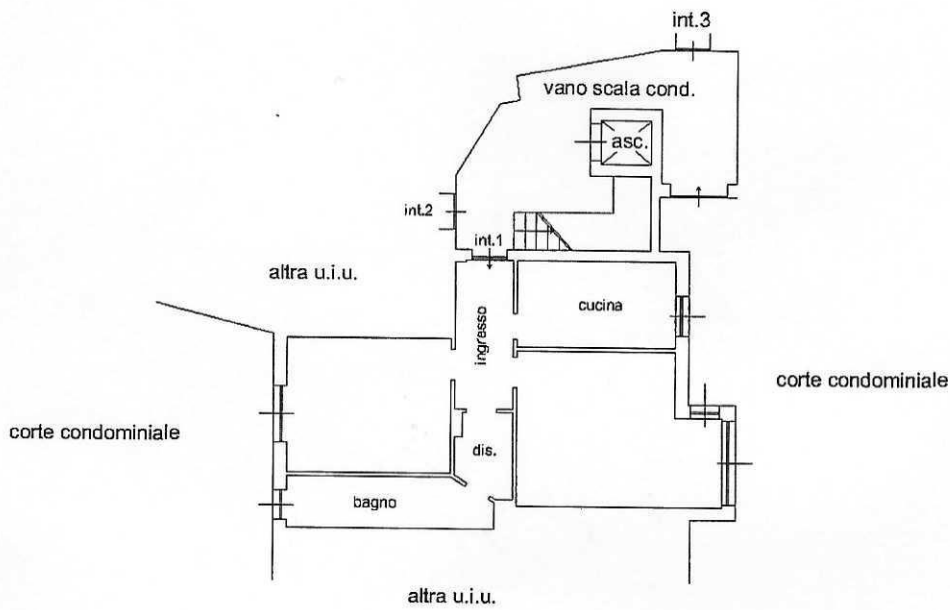 int.3
vano scala cond.
asc.
int.2
int.1
altra u.i.u.
cucina
ingresso
corte condominiale
corte condominiale
dis.
bagno
altra u.i.u.